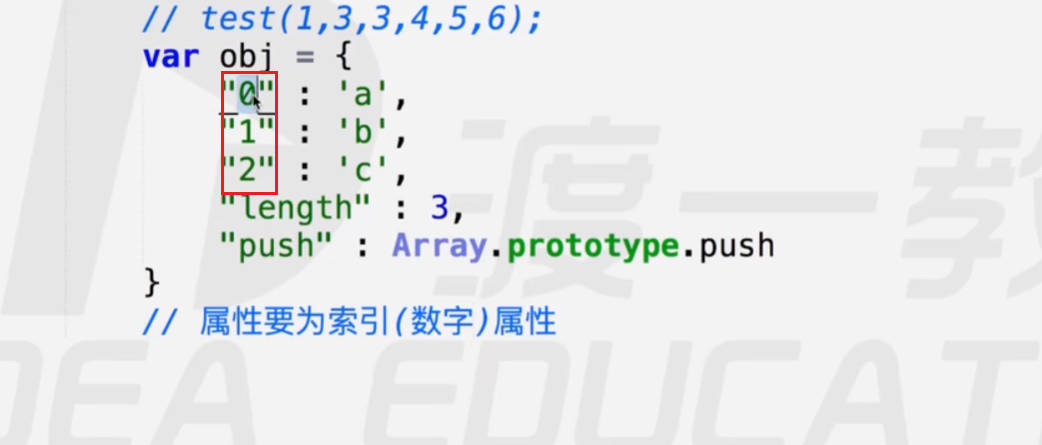 // test(1,3,3,4,5,6);
var obj = {
"0" : 'a',
"1" : 'b',
"2" : 'c',
"length" : 3,
"push" : Array.prototype.push
}
// 属性要为索引(数字)属性
渡一教
DEA EDUCAT